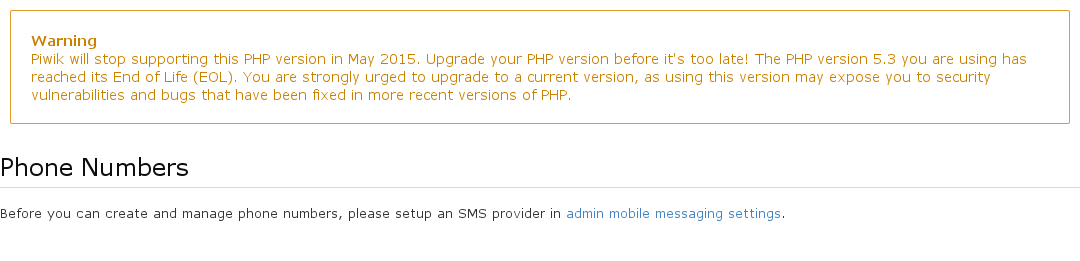 Warning
Piwik will stop supporting this PHP version in May 2015. Upgrade your PHP version before it's too late! The PHP version 5.3 you are using has
reached its End of Life (EOL). You are strongly urged to upgrade to a current version, as using this version may expose you to security
vulnerabilities and bugs that have been fixed in more recent versions of PHP.
Phone Numbers
Before you can create and manage phone numbers, please setup an SMS provider in admin mobile messaging settings.